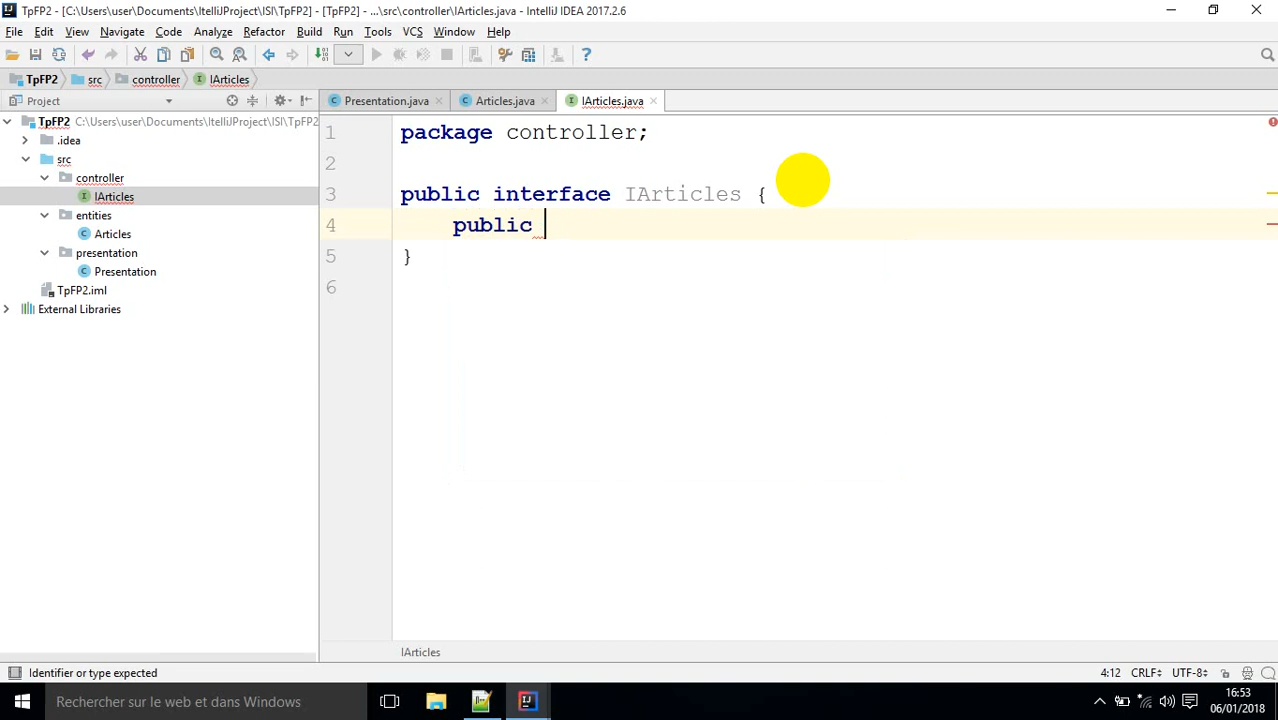 TpFP2 - [C:\Users\user\Documents\ItelliJProject\ISI\TpFP2] - [TpFP2] - ...\src\controller\IArticles.java - IntelliJ IDEA 2017.2.6
File Edit View Navigate Code Analyze Refactor Build Run Tools VCS Window Help
TpFP2 src controller IArticles
Project
Presentation.java Articles.java IArticles.java
TpFP2 C:\Users\user\Documents\ItelliJProject\ISI\TpFP2
.idea
src
controller
IArticles
entities
Articles
presentation
Presentation
TpFP2.iml
External Libraries
1 package controller;
2
3 public interface IArticles {
4 public
5 }
6
IArticles
Identifier or type expected
4:12 CRLF UTF-8
Rechercher sur le web et dans Windows
16:53
06/01/2018